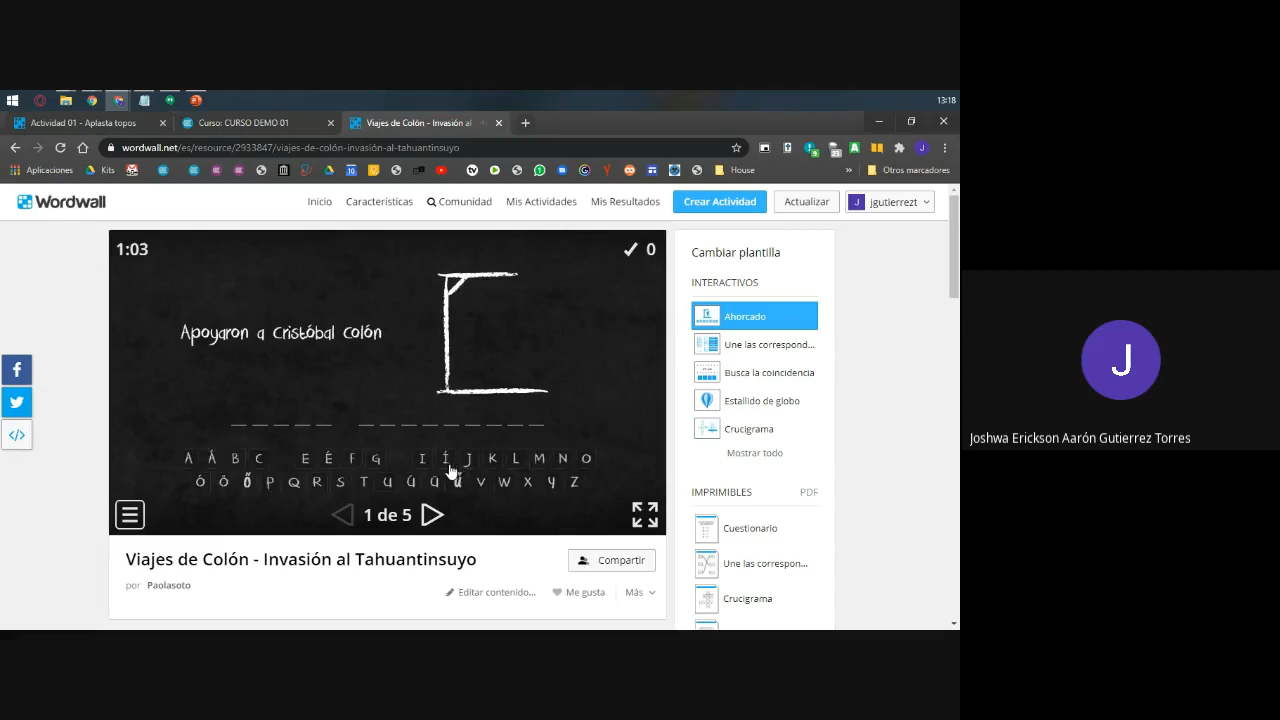 13:18
Actividad 01 - Aplasta topos
Curso: CURSO DEMO 01
Viajes de Colón - Invasión al
wordwall.net/es/resource/2933847/viajes-de-colón-invasión-al-tahuantinsuyo
Aplicaciones
Kits
House
»
Otros marcadores
Wordwall
Inicio
Características
Comunidad
Mis Actividades
Mis Resultados
Crear Actividad
Actualizar
J
jgutierrezt
1:03
0
Apoyaron a Cristóbal Colón
A Á B C E É F G I Í J K L M N O
Ó Ö Ő P Q R S T U Ú Ü Ű V W X Y Z
1 de 5
Viajes de Colón - Invasión al Tahuantinsuyo
Compartir
por Paolasoto
Editar contenido...
Me gusta
Más
Cambiar plantilla
INTERACTIVOS
Ahorcado
Une las correspond...
Busca la coincidencia
Estallido de globo
Crucigrama
Mostrar todo
IMPRIMIBLES
PDF
Cuestionario
Une las correspon...
Crucigrama
J
Joshwa Erickson Aarón Gutierrez Torres